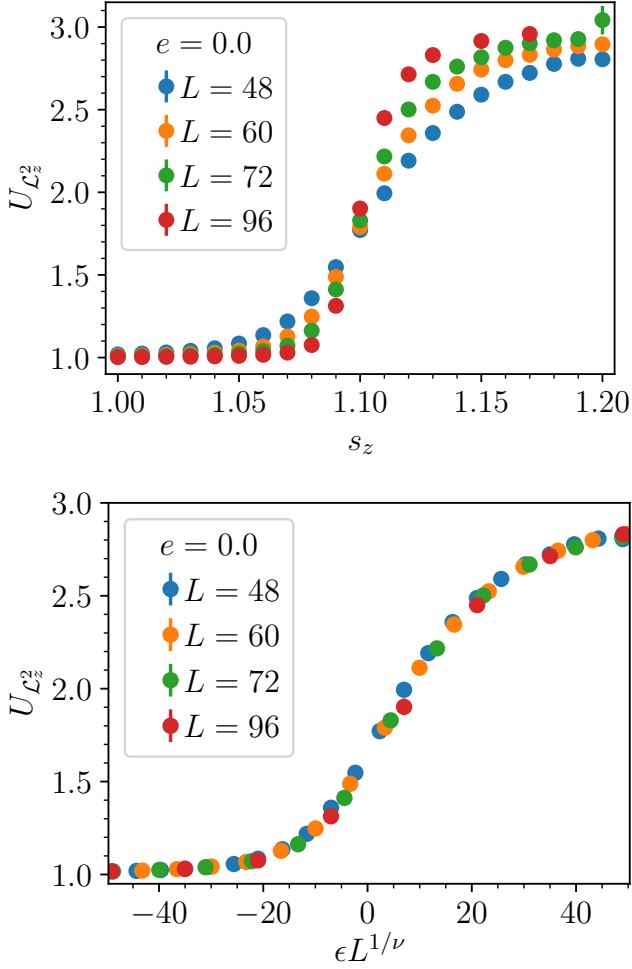 3.0
2.5
2.0
1.5
1.0
U_{\mathcal{L}_z^2}
e = 0.0
L = 48
L = 60
L = 72
L = 96
1.00 1.05 1.10 1.15 1.20
s_z
3.0
2.5
2.0
1.5
1.0
U_{\mathcal{L}_z^2}
e = 0.0
L = 48
L = 60
L = 72
L = 96
−40 −20 0 20 40
ϵL^{1/ν}